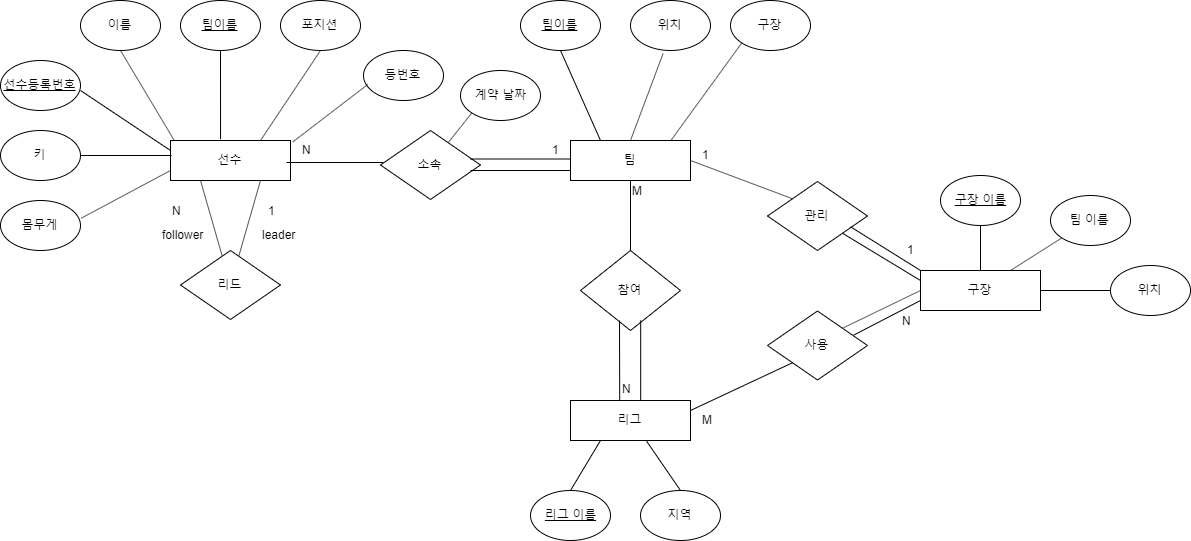 이름
팀이름
포지션
팀이름
위치
구장
선수등록번호
등번호
계약 날짜
키
선수
N
소속
1
팀
1
M
몸무게
N
1
follower
leader
리드
관리
구장 이름
팀 이름
1
참여
구장
위치
N
사용
N
리그
M
리그 이름
지역